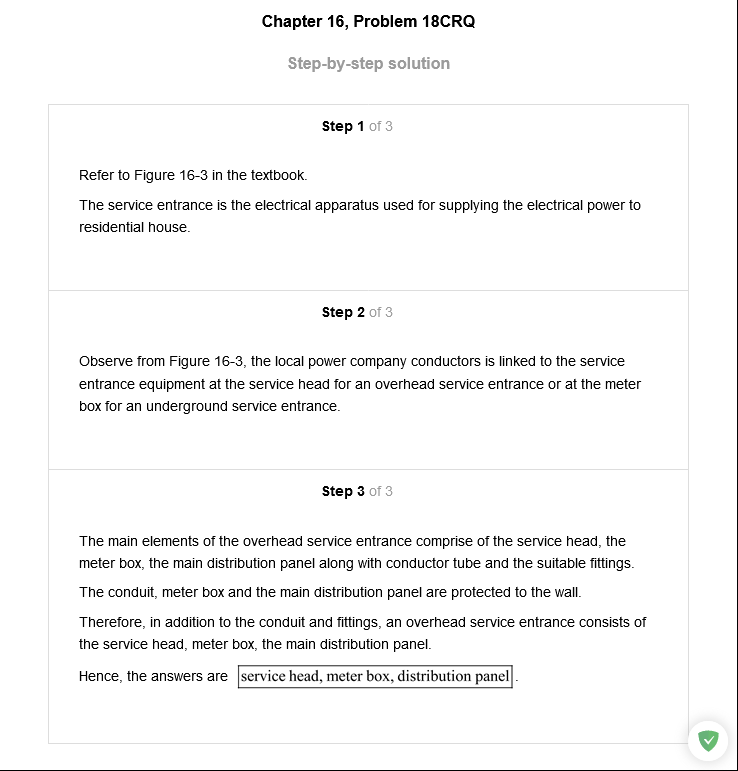 Chapter 16, Problem 18CRQ
Step-by-step solution
Step 1 of 3
Refer to Figure 16-3 in the textbook.
The service entrance is the electrical apparatus used for supplying the electrical power to
residential house.
Step 2 of 3
Observe from Figure 16-3, the local power company conductors is linked to the service
entrance equipment at the service head for an overhead service entrance or at the meter
box for an underground service entrance.
Step 3 of 3
The main elements of the overhead service entrance comprise of the service head, the
meter box, the main distribution panel along with conductor tube and the suitable fittings.
The conduit, meter box and the main distribution panel are protected to the wall.
Therefore, in addition to the conduit and fittings, an overhead service entrance consists of
the service head, meter box, the main distribution panel.
Hence, the answers are service head, meter box, distribution panel.